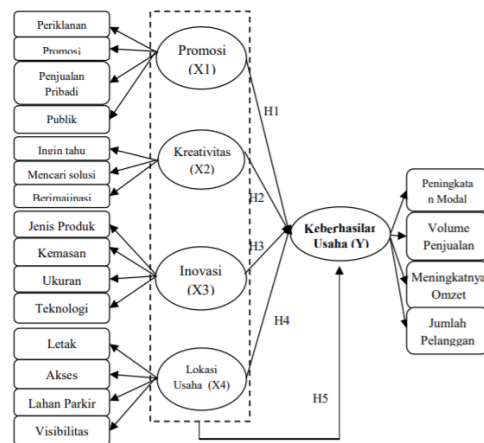 Periklanan
Promosi
Penjualan
Pribadi
Publik
Ingin tahu
Mencari solusi
Berimajinasi
Jenis Produk
Kemasan
Ukuran
Teknologi
Letak
Akses
Lahan Parkir
Visibilitas
Promosi
(X1)
Kreativitas
(X2)
Inovasi
(X3)
Lokasi
Usaha (X4)
H1
H2
H3
H4
H5
Keberhasilan
Usaha (Y)
Peningkata
n Modal
Volume
Penjualan
Meningkatnya
Omzet
Jumlah
Pelanggan